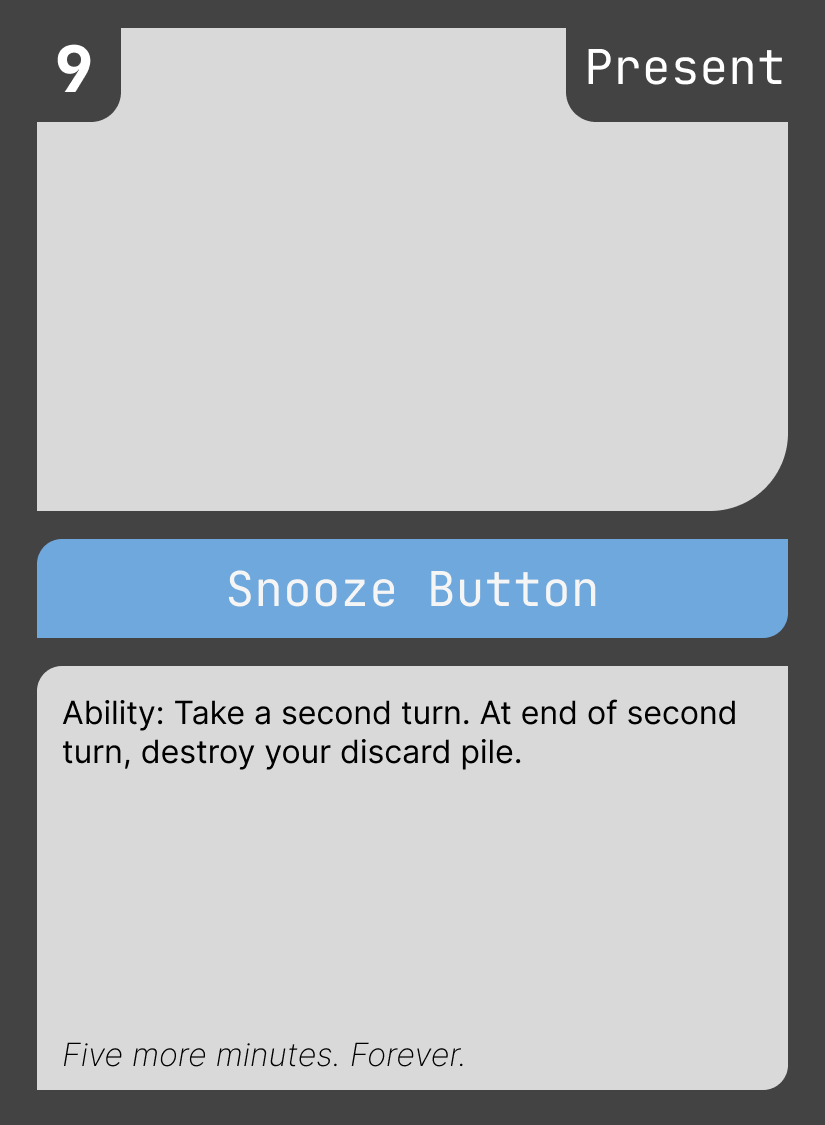 9
Present
Snooze Button
Ability: Take a second turn. At end of second
turn, destroy your discard pile.
Five more minutes. Forever.